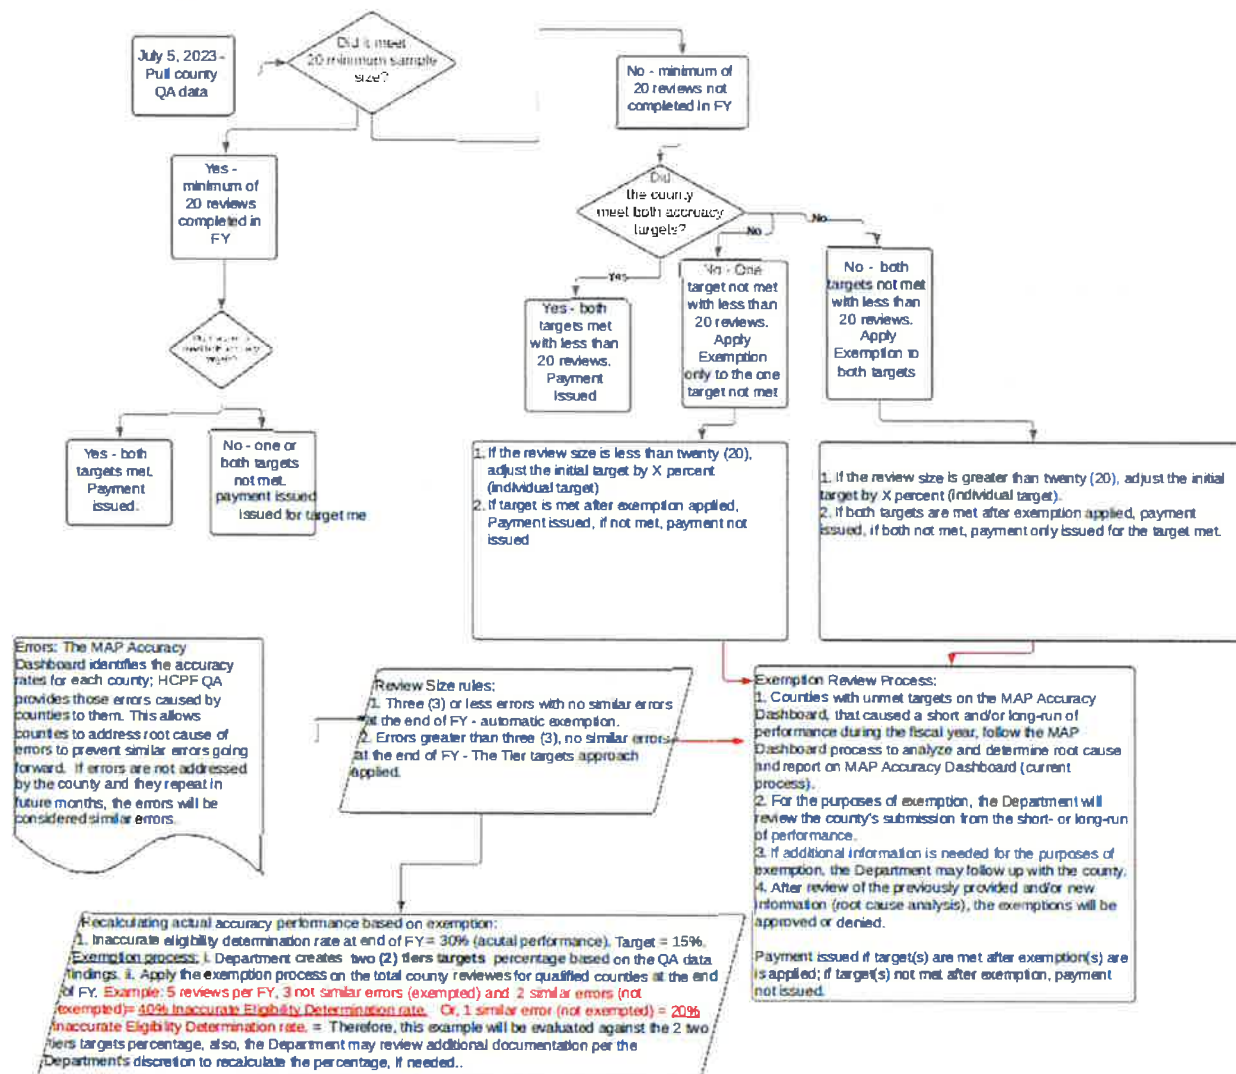 July 5, 2023 -
Pull county
QA data
Did it meet
20 minimum sample
size?
No - minimum of
20 reviews not
completed in FY
Yes -
minimum of
20 reviews
completed in
FY
Did
the county
meet both accruacy
targets?
No
No
Yes
Yes - both
targets met
with less than
20 reviews.
Payment
issued
No - One
target not met
with less than
20 reviews.
Apply
Exemption
only to the one
target not met
No - both
targets not met
with less than
20 reviews.
Apply
Exemption to
both targets
meet both
targets?
Yes - both
targets met.
Payment
issued.
No - one or
both targets
not met.
payment issued
issued for target me
1. If the review size is less than twenty (20),
adjust the initial target by X percent
(individual target)
2. If target is met after exemption applied,
Payment issued, if not met, payment not
issued
1. If the review size is greater than twenty (20), adjust the initial
target by X percent (individual target).
2. If both targets are met after exemption applied, payment
issued, if both not met, payment only issued for the target met.
Errors: The MAP Accuracy
Dashboard identifies the accuracy
rates for each county; HCPF QA
provides those errors caused by
counties to them. This allows
counties to address root cause of
errors to prevent similar errors going
forward. If errors are not addressed
by the county and they repeat in
future months, the errors will be
considered similar errors.
Review Size rules:
1. Three (3) or less errors with no similar errors
at the end of FY - automatic exemption.
2. Errors greater than three (3), no similar errors
at the end of FY - The Tier targets approach
applied.
Exemption Review Process:
1. Counties with unmet targets on the MAP Accuracy
Dashboard, that caused a short and/or long-run of
performance during the fiscal year, follow the MAP
Dashboard process to analyze and determine root cause
and report on MAP Accuracy Dashboard (current
process).
2. For the purposes of exemption, the Department will
review the county's submission from the short- or long-run
of performance.
3. If additional information is needed for the purposes of
exemption, the Department may follow up with the county.
4. After review of the previously provided and/or new
information (root cause analysis), the exemptions will be
approved or denied.
Payment issued if target(s) are met after exemption(s) are
is applied; if target(s) not met after exemption, payment
not issued.
Recalculating actual accuracy performance based on exemption:
1. Inaccurate eligibility determination rate at end of FY = 30% (acutal performance). Target = 15%.
Exemption process: i. Department creates two (2) tiers targets percentage based on the QA data
findings. ii. Apply the exemption process on the total county reviewes for qualified counties at the end
of FY. Example: 5 reviews per FY, 3 not similar errors (exempted) and 2 similar errors (not
exempted)= 40% Inaccurate Eligibility Determination rate. Or, 1 similar error (not exempted) = 20%
Inaccurate Eligibility Determination rate. = Therefore, this example will be evaluated against the 2 two
tiers targets percentage, also, the Department may review additional documentation per the
Department's discretion to recalculate the percentage, if needed..